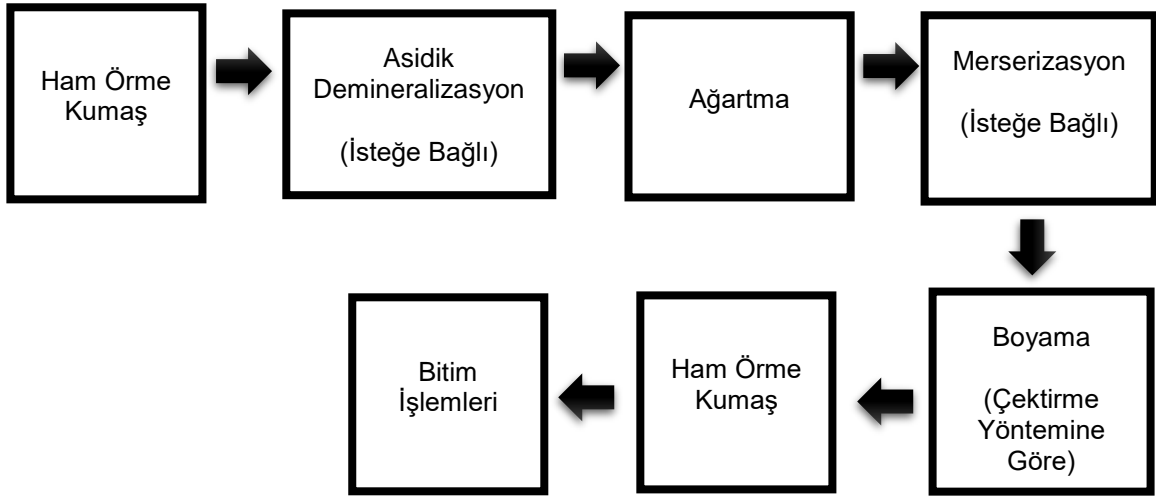 Ham Örme
Kumaş
Asidik
Demineralizasyon
(İsteğe Bağlı)
Ağartma
Merserizasyon
(İsteğe Bağlı)
Boyama
(Çektirme
Yöntemine
Göre)
Ham Örme
Kumaş
Bitim
İşlemleri